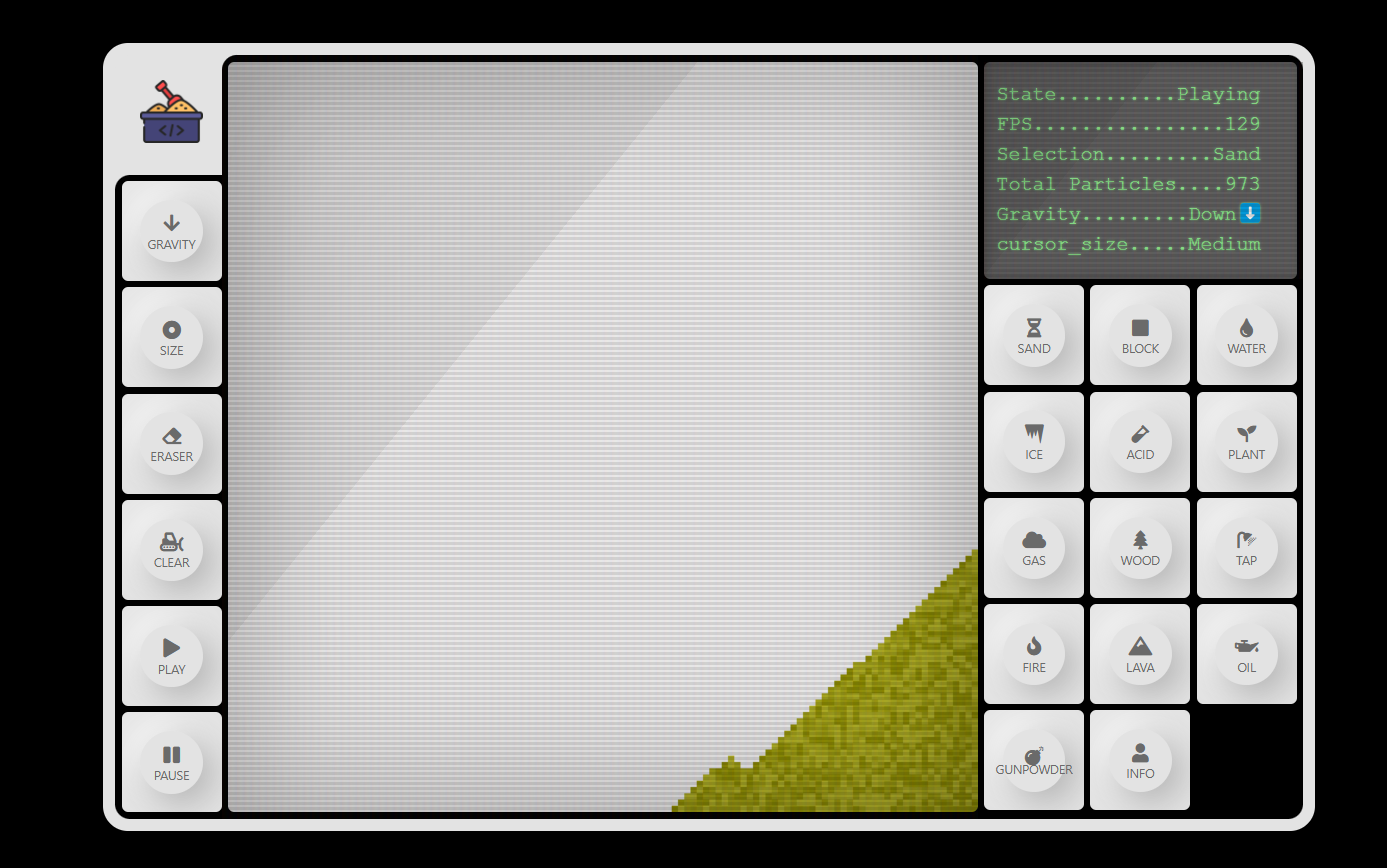 </>
State..........Playing
FPS................129
Selection.........Sand
Total Particles....973
Gravity.........Down⬇️
cursor_size.....Medium
GRAVITY
SIZE
ERASER
CLEAR
PLAY
PAUSE
SAND
BLOCK
WATER
ICE
ACID
PLANT
GAS
WOOD
TAP
FIRE
LAVA
OIL
GUNPOWDER
INFO